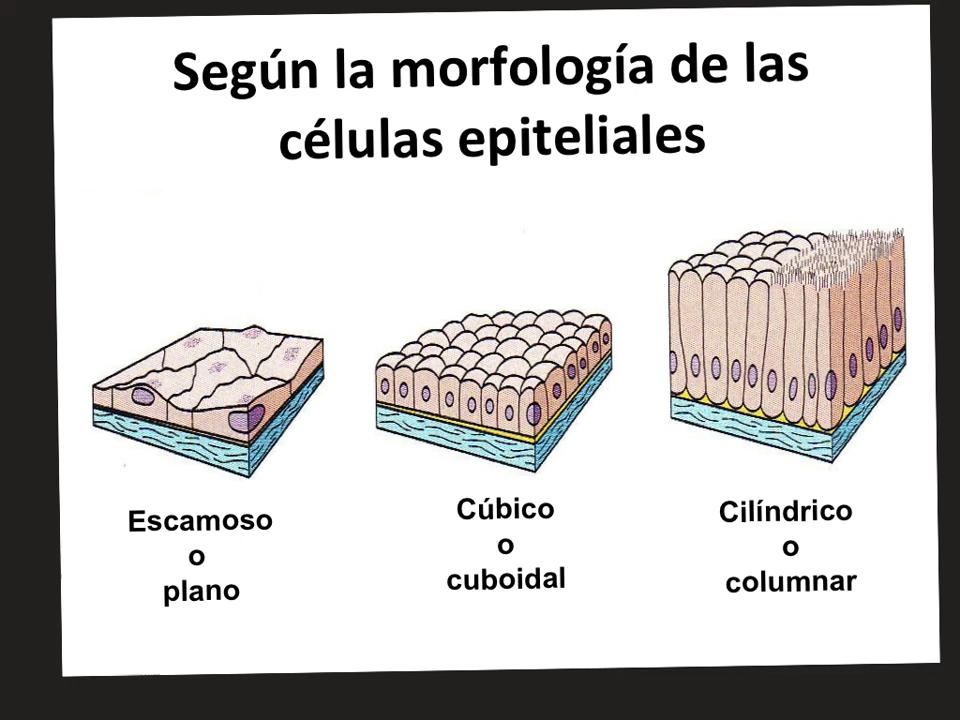 Según la morfología de las
células epiteliales
Escamoso
o
plano
Cúbico
o
cuboidal
Cilíndrico
o
columnar